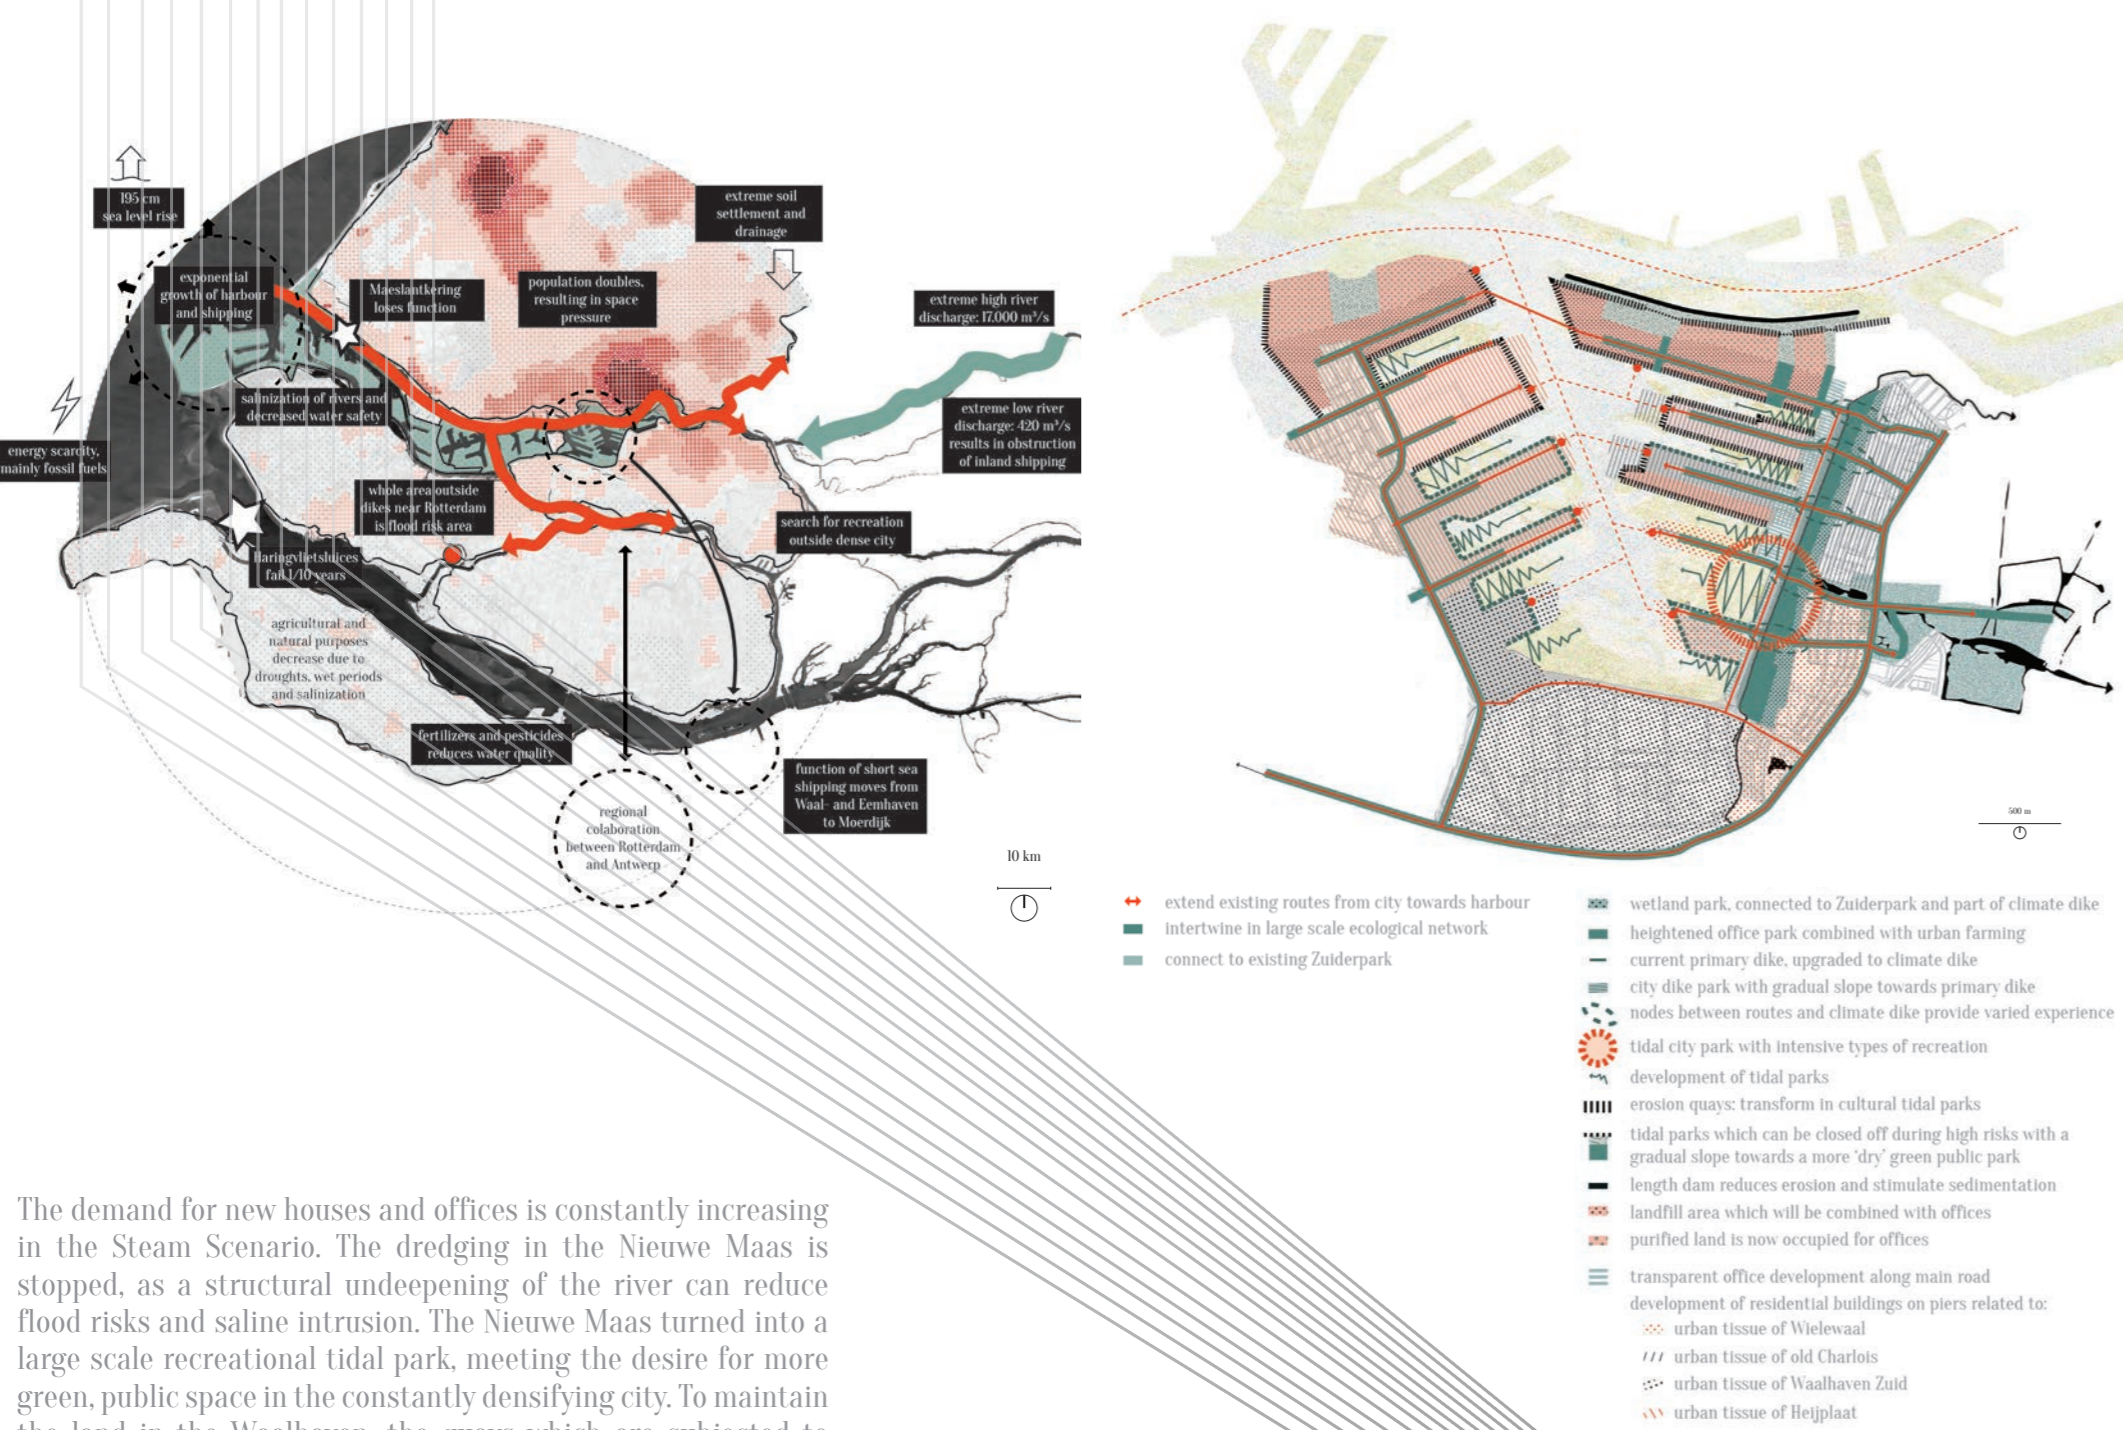 195 cm
sea level rise
exponential
growth of harbour
and shipping
Maeslantkering
loses function
population doubles,
resulting in space
pressure
extreme soil
settlement and
drainage
extreme high river
discharge: 17.000 m³/s
extreme low river
discharge: 420 m³/s
results in obstruction
of inland shipping
salinization of rivers and
decreased water safety
energy scarcity,
mainly fossil fuels
whole area outside
dikes near Rotterdam
is flood risk area
search for recreation
outside dense city
Haringvlietsluices
fail 1/10 years
agricultural and
natural purposes
decrease due to
droughts, wet periods
and salinization
fertilizers and pesticides
reduces water quality
function of short sea
shipping moves from
Waal- and Eemhaven
to Moerdijk
regional
colaboration
between Rotterdam
and Antwerp
10 km
500 m
extend existing routes from city towards harbour
intertwine in large scale ecological network
connect to existing Zuiderpark
wetland park, connected to Zuiderpark and part of climate dike
heightened office park combined with urban farming
current primary dike, upgraded to climate dike
city dike park with gradual slope towards primary dike
nodes between routes and climate dike provide varied experience
tidal city park with intensive types of recreation
development of tidal parks
erosion quays: transform in cultural tidal parks
tidal parks which can be closed off during high risks with a
gradual slope towards a more ‘dry’ green public park
length dam reduces erosion and stimulate sedimentation
landfill area which will be combined with offices
purified land is now occupied for offices
transparent office development along main road
development of residential buildings on piers related to:
urban tissue of Wielewaal
urban tissue of old Charlois
urban tissue of Waalhaven Zuid
urban tissue of Heijplaat
The demand for new houses and offices is constantly increasing
in the Steam Scenario. The dredging in the Nieuwe Maas is
stopped, as a structural undeepening of the river can reduce
flood risks and saline intrusion. The Nieuwe Maas turned into a
large scale recreational tidal park, meeting the desire for more
green, public space in the constantly densifying city. To maintain
the land in the Waalhaven, the quays which are subjected to